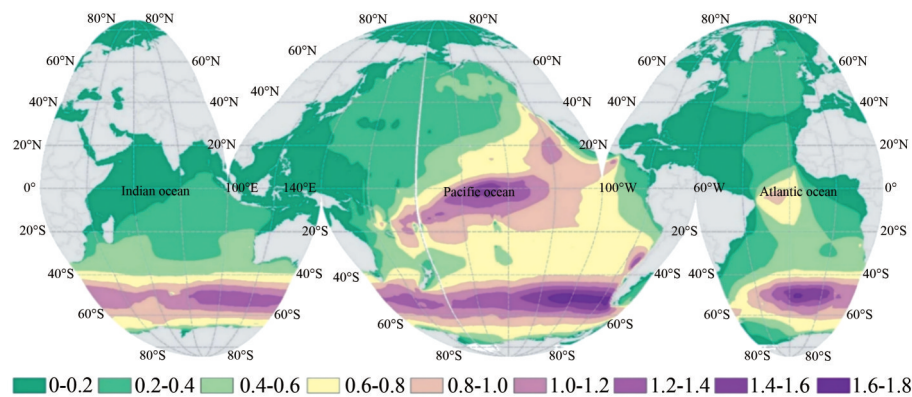 80°N 80°N 80°N 80°N 80°N 80°N
60°N 60°N 60°N 60°N 60°N 60°N
40°N 40°N 40°N 40°N 40°N 40°N
20°N 20°N 20°N 20°N 20°N
0° Indian ocean 100°E 140°E Pacific ocean 100°W 60°W Atlantic ocean 0°
20°S 20°S 20°S 20°S
40°S 40°S 40°S 40°S 40°S 40°S
60°S 60°S 60°S 60°S 60°S
80°S 80°S 80°S 80°S 80°S 80°S
0-0.2 0.2-0.4 0.4-0.6 0.6-0.8 0.8-1.0 1.0-1.2 1.2-1.4 1.4-1.6 1.6-1.8